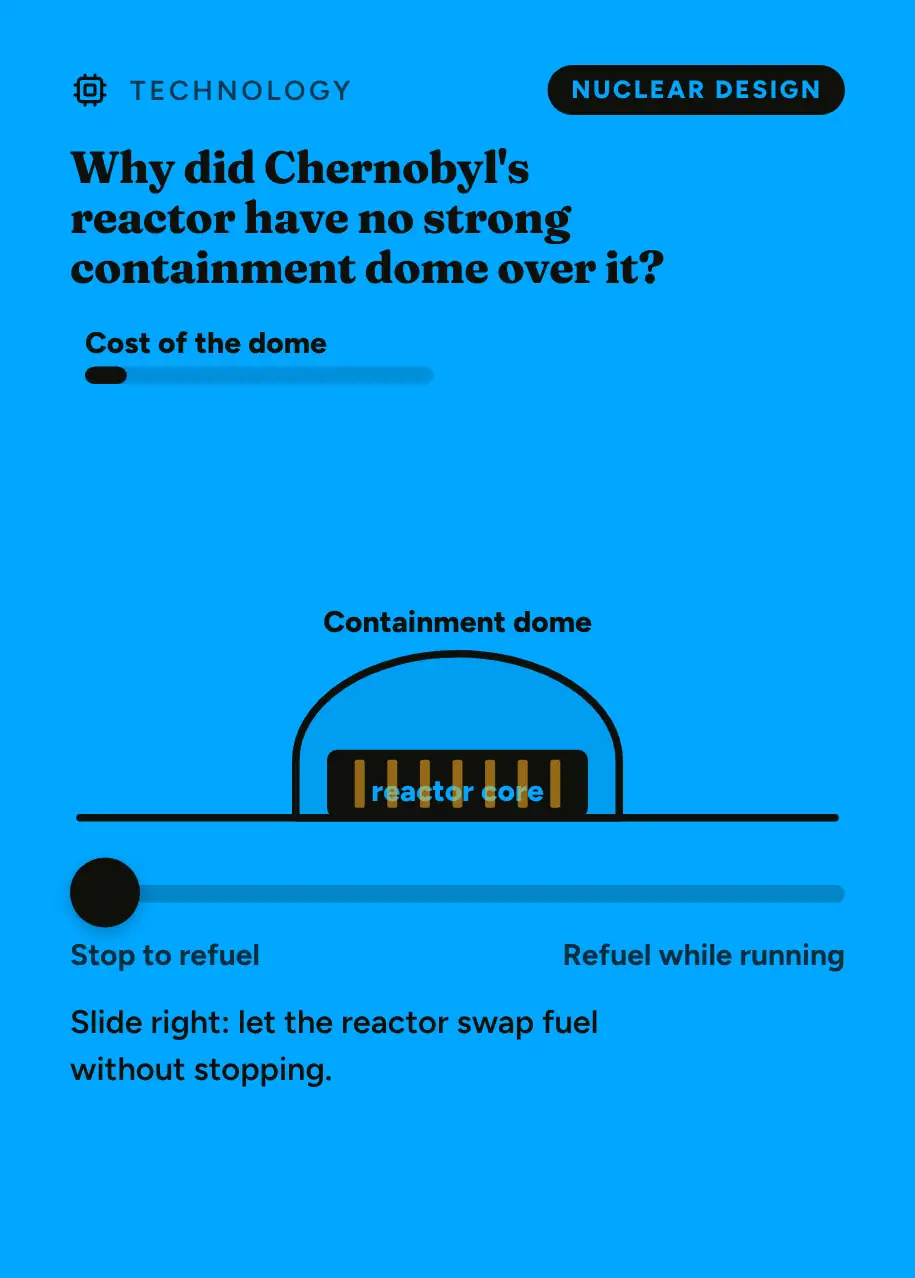 TECHNOLOGY
NUCLEAR DESIGN
Why did Chernobyl's
reactor have no strong
containment dome over it?
Cost of the dome
Containment dome
reactor core
Stop to refuel
Refuel while running
Slide right: let the reactor swap fuel
without stopping.